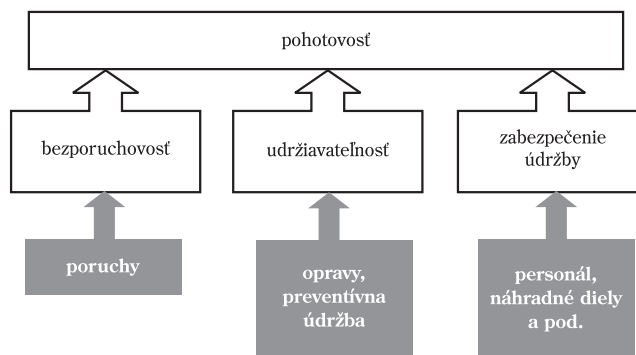 pohotovosť
bezporuchovosť
udržiavateľnosť
zabezpečenie
údržby
poruchy
opravy,
preventívna
údržba
personál,
náhradné diely
a pod.